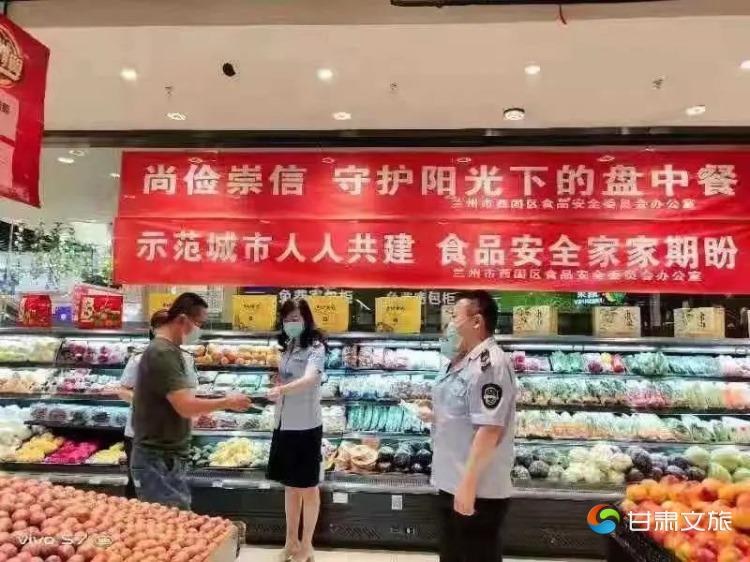 尚俭崇信 守护阳光下的盘中餐
兰州市西固区食品安全委员会办公室
示范城市人人共建 食品安全家家期盼
兰州市西固区食品安全委员会办公室
vivo S7
甘肃文旅